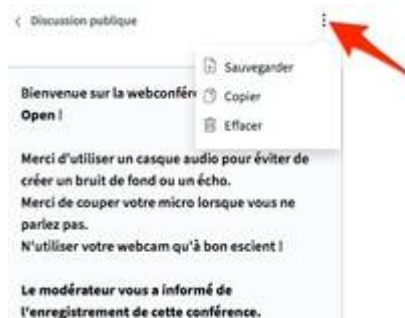 Discussion publique
Sauvegarder
Copier
Effacer
Bienvenue sur la webconfére
Open !
Merci d'utiliser un casque audio pour éviter de
créer un bruit de fond ou un écho.
Merci de couper votre micro lorsque vous ne
parlez pas.
N'utiliser votre webcam qu'à bon escient !
Le modérateur vous a informé de
l'enregistrement de cette conférence.